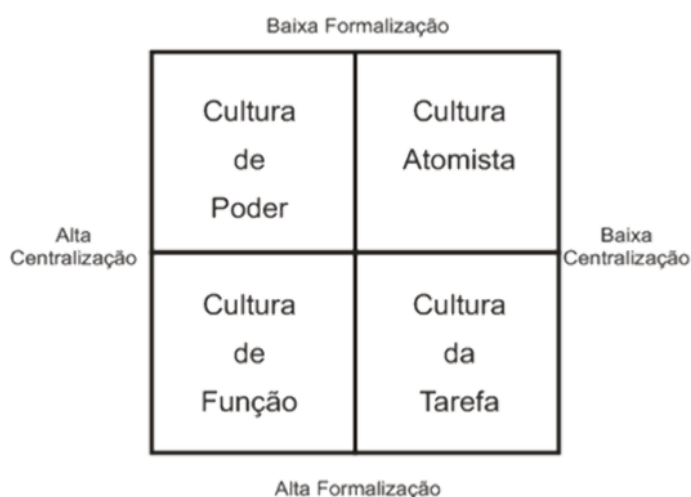 Baixa Formalização
Cultura
de
Poder
Cultura
Atomista
Alta
Centralização
Baixa
Centralização
Cultura
de
Função
Cultura
da
Tarefa
Alta Formalização